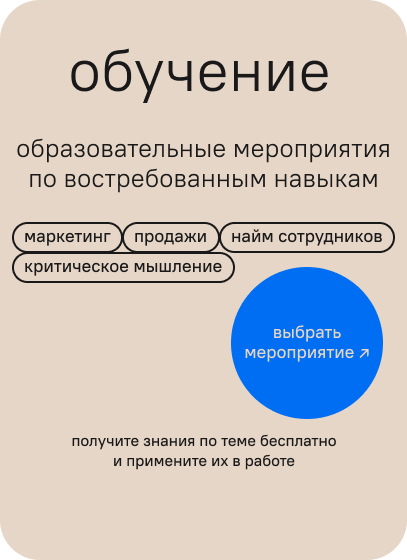 обучение
образовательные мероприятия
по востребованным навыкам
маркетинг продажи найм сотрудников
критическое мышление
выбрать
мероприятие ↗
получите знания по теме бесплатно
и примените их в работе